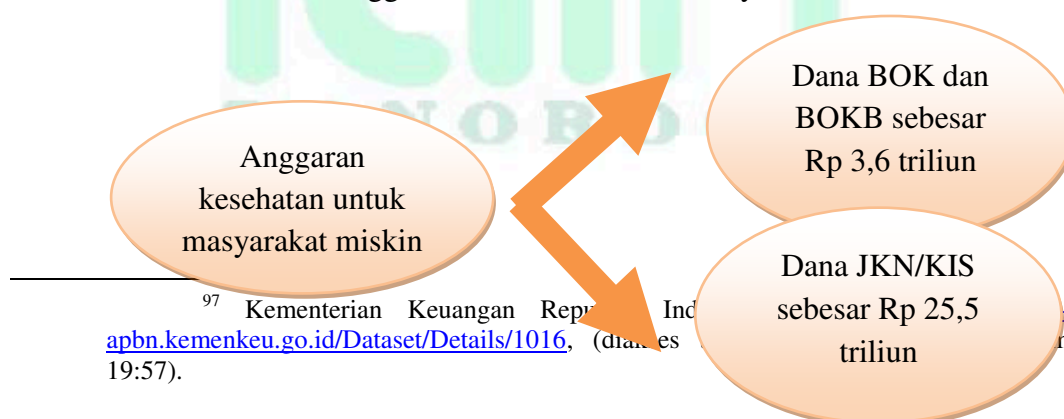 Anggaran
kesehatan untuk
masyarakat miskin
Dana BOK dan
BOKB sebesar
Rp 3,6 triliun
Dana JKN/KIS
sebesar Rp 25,5
triliun
97 Kementerian Keuangan
apbn.kemenkeu.go.id/Dataset/Details/1016,
19:57).